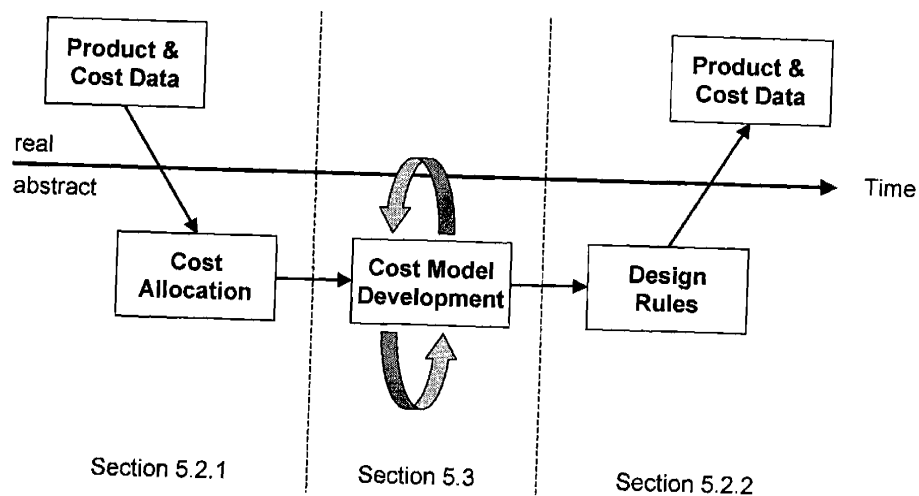 Product &
Cost Data
Product &
Cost Data
real
abstract
Time
Cost
Allocation
Cost Model
Development
Design
Rules
Section 5.2.1
Section 5.3
Section 5.2.2